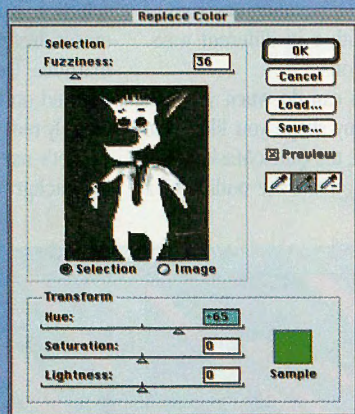 Replace Color
Selection
Fuzziness: 36
OK
Cancel
Load...
Save...
Preview
Selection Image
Transform
Hue: +65
Saturation: 0
Lightness: 0
Sample